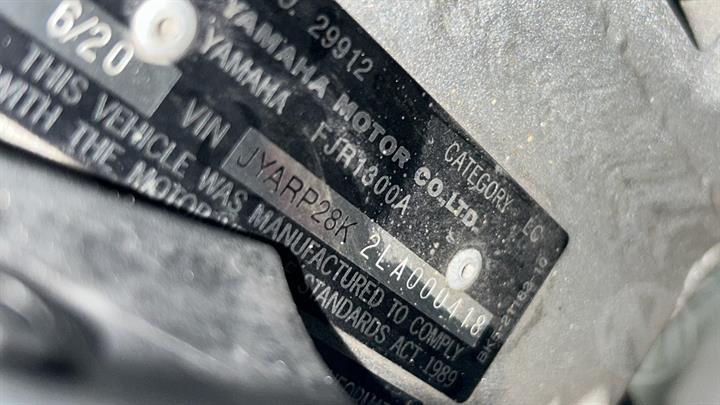 O. 29912 CATEGORY LC
YAMAHA MOTOR CO.,LTD.
6/20 YAMAHA FJR1300A
VIN JYARP28K 2LA000418
THIS VEHICLE WAS MANUFACTURED TO COMPLY
WITH THE MOTOR STANDARDS ACT 1989